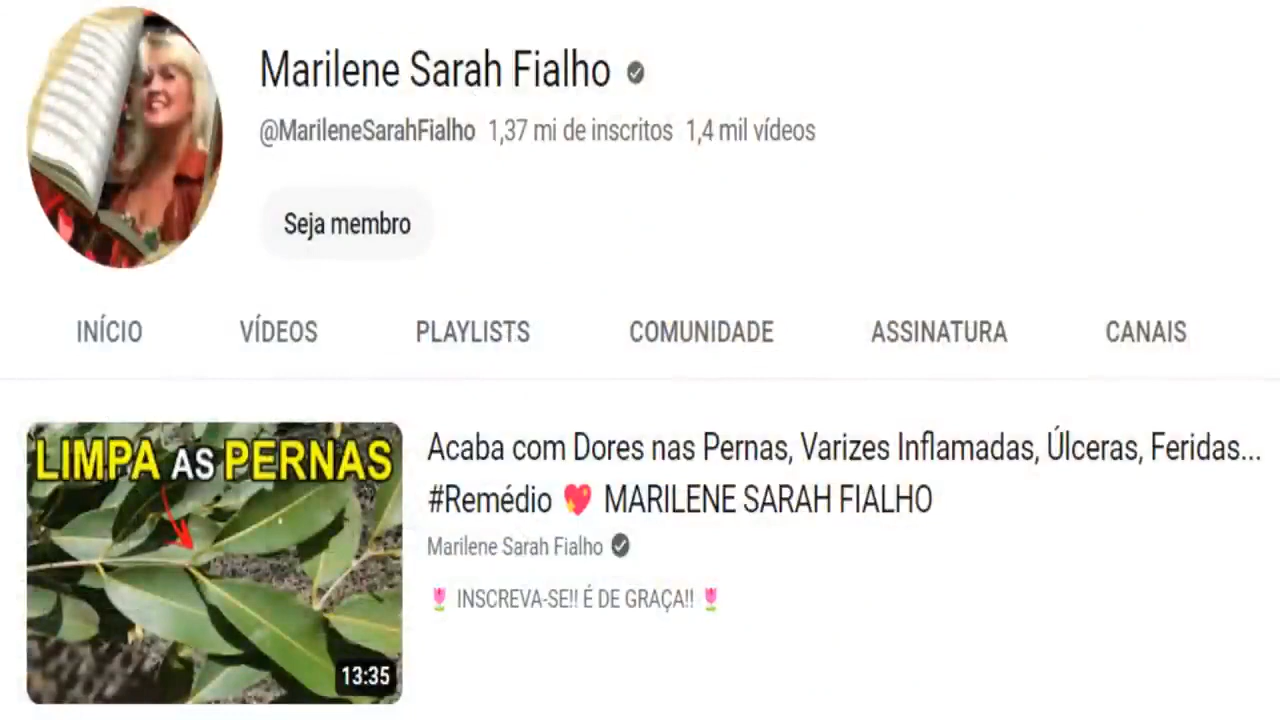 Marilene Sarah Fialho
@MarileneSarahFialho 1,37 mi de inscritos 1,4 mil vídeos
Seja membro
INÍCIO VÍDEOS PLAYLISTS COMUNIDADE ASSINATURA CANAIS
LIMPA AS PERNAS
13:35
Acaba com Dores nas Pernas, Varizes Inflamadas, Úlceras, Feridas...
#Remédio 💖 MARILENE SARAH FIALHO
Marilene Sarah Fialho
🌷 INSCREVA-SE!! É DE GRAÇA!! 🌷